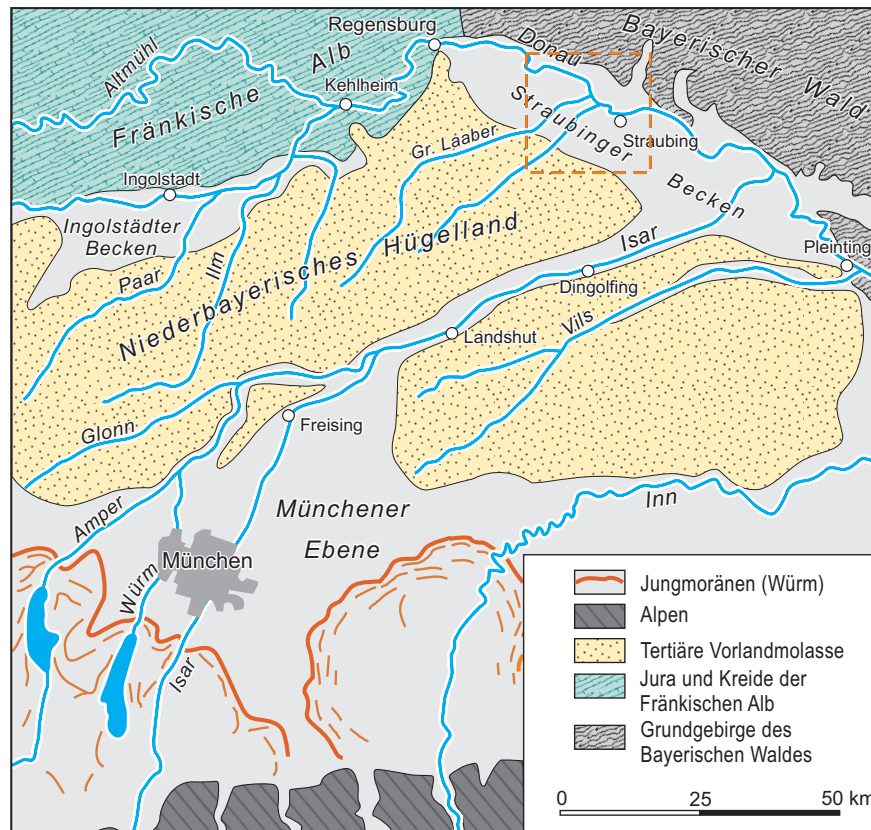 Regensburg
Donau
Bayerischer Wald
Altmühl
Fränkische Alb
Kehlheim
Straubinger Becken
Straubing
Gr. Laaber
Ingolstadt
Ingolstädter
Becken
Paar
Ilm
Niederbayerisches Hügelland
Isar
Pleinting
Dingolfing
Vils
Landshut
Glonn
Freising
Amper
Münchener
Ebene
Inn
München
Würm
Isar
Jungmoränen (Würm)
Alpen
Tertiäre Vorlandmolasse
Jura und Kreide der
Fränkischen Alb
Grundgebirge des
Bayerischen Waldes
0 25 50 km